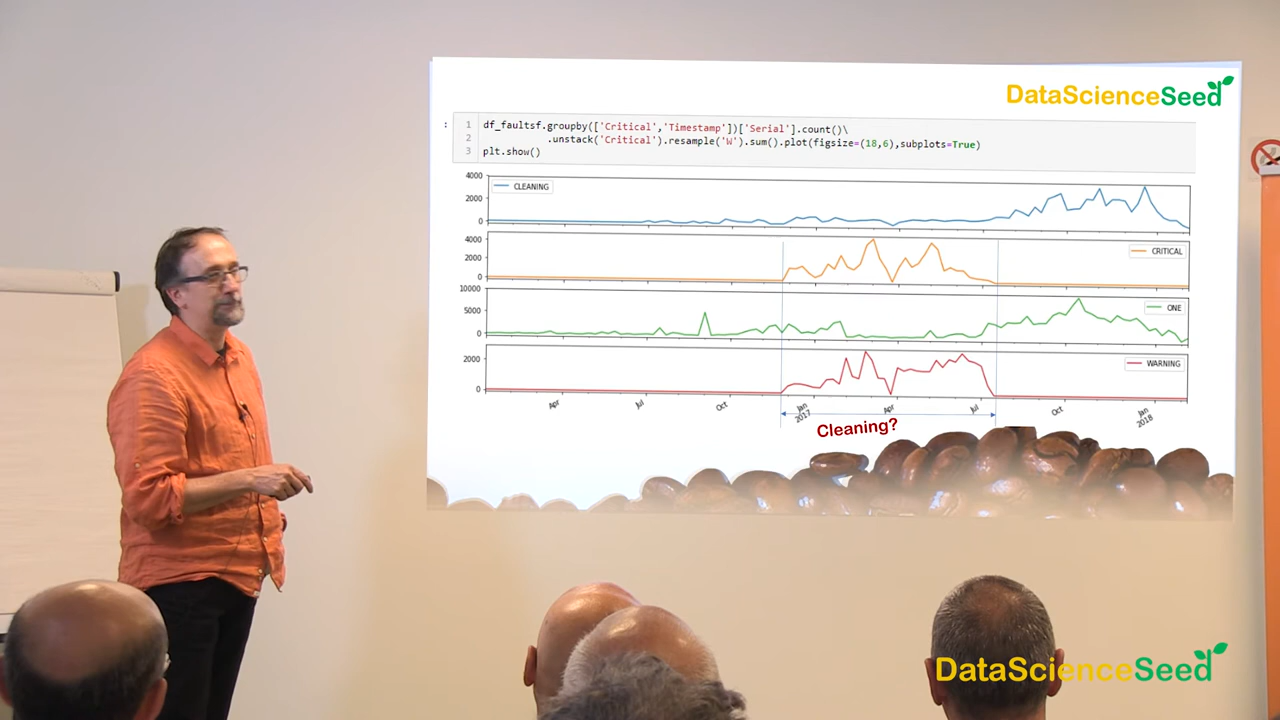 DataScienceSeed
: 1 df_faultsf.groupby(['Critical','Timestamp'])['Serial'].count()\
2 .unstack('Critical').resample('W').sum().plot(figsize=(18,6),subplots=True)
3 plt.show()
4000
2000
0
CLEANING
4000
2000
0
CRITICAL
10000
5000
0
ONE
2000
0
WARNING
Apr
Jul
Oct
Jan
2017
Apr
Jul
Oct
Jan
2018
Cleaning?
DataScienceSeed